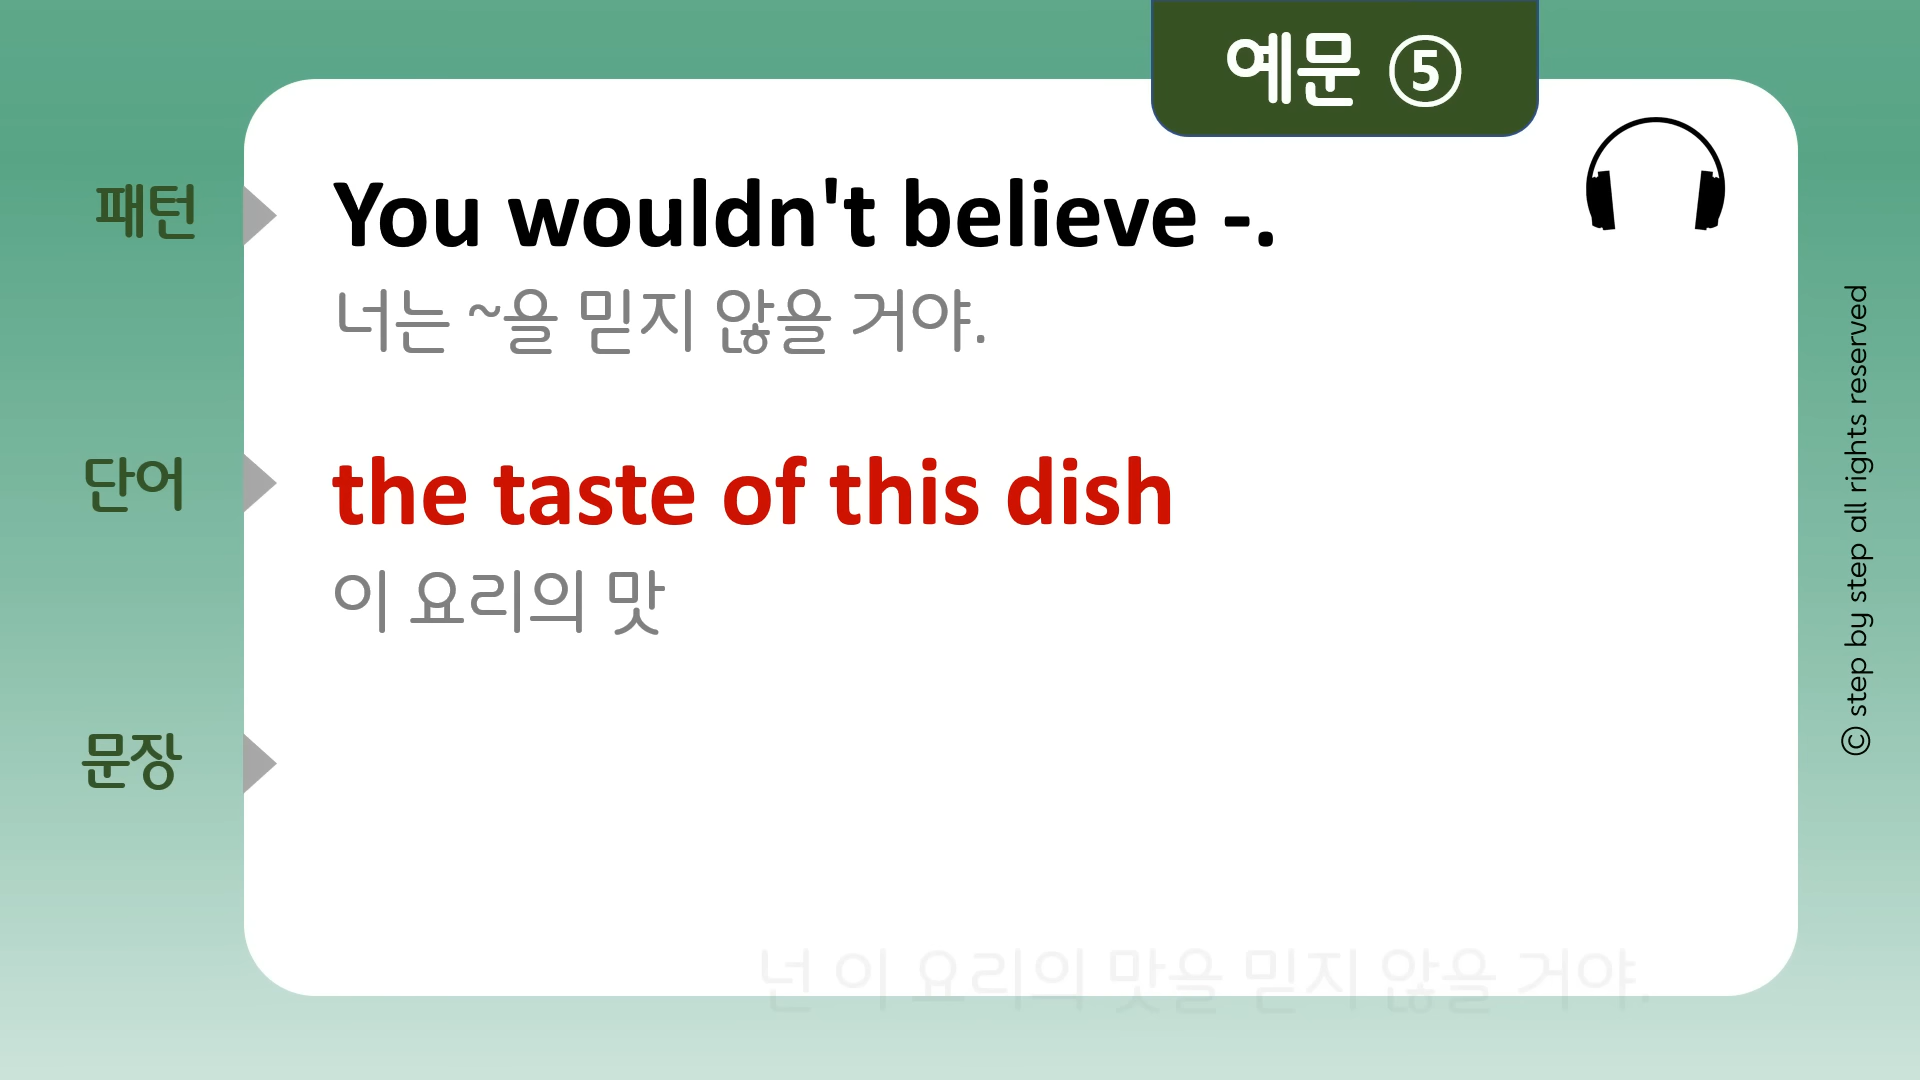 예문 ⑤
패턴
You wouldn't believe -.
너는 ~을 믿지 않을 거야.
단어
the taste of this dish
이 요리의 맛
문장
넌 이 요리의 맛을 믿지 않을 거야.
© step by step all rights reserved